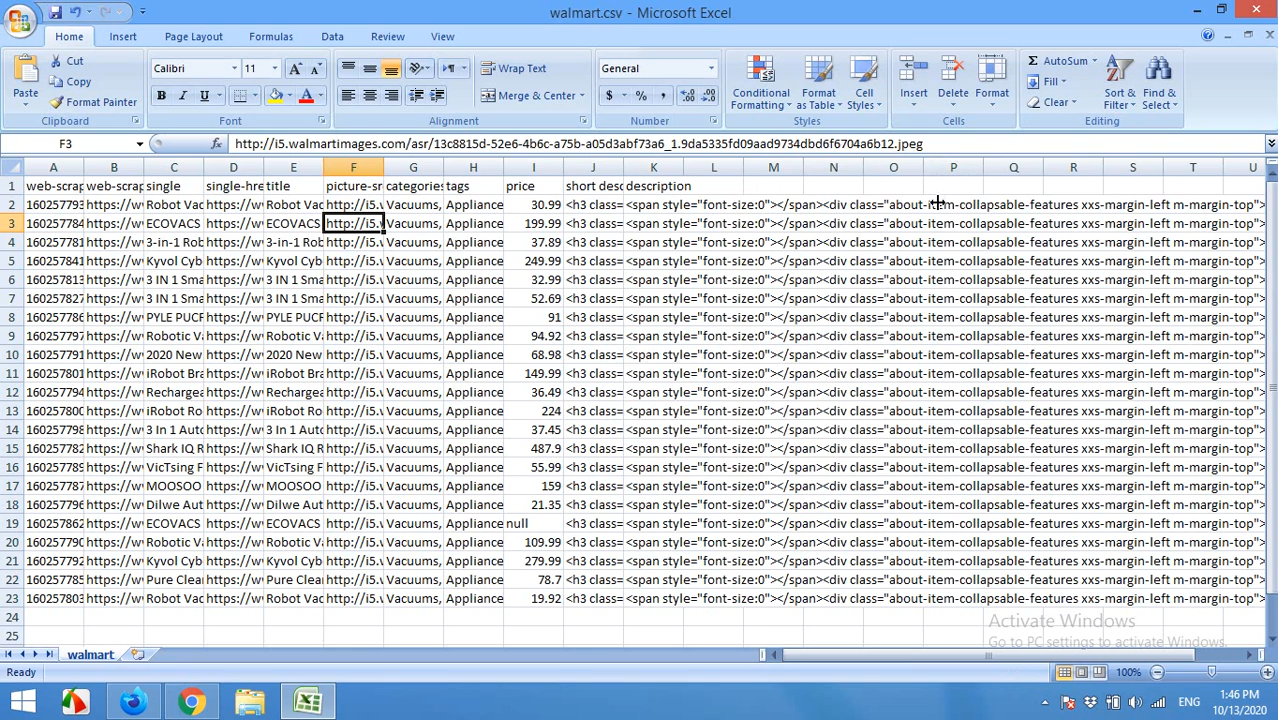 walmart.csv - Microsoft Excel
Home Insert Page Layout Formulas Data Review View
Paste Cut Copy Format Painter Clipboard
Calibri 11 B I U Font
Wrap Text Merge & Center Alignment
General $ % , Number
Conditional Formatting Format as Table Cell Styles Styles
Insert Delete Format Cells
AutoSum Fill Clear Sort & Filter Find & Select Editing
F3 http://i5.walmartimages.com/asr/13c8815d-52e6-4b6c-a75b-a05d3abf73a6_1.9da5335fd09aad9734dbd6f6704a6b12.jpeg
A B C D E F G H I J K L M N O P Q R S T U
1 web-scrap web-scrap single single-hre title picture-sr categories tags price short desc description
2 160257793 https://w Robot Vac https://w Robot Vac http://i5.w Vacuums, Appliance 30.99 <h3 class= <span style="font-size:0"></span><div class="about-item-collapsable-features xxs-margin-left m-margin-top">
3 160257784 https://w ECOVACS https://w ECOVACS http://i5.w Vacuums, Appliance 199.99 <h3 class= <span style="font-size:0"></span><div class="about-item-collapsable-features xxs-margin-left m-margin-top">
4 160257781 https://w 3-in-1 Rob https://w 3-in-1 Rob http://i5.w Vacuums, Appliance 37.89 <h3 class= <span style="font-size:0"></span><div class="about-item-collapsable-features xxs-margin-left m-margin-top">
5 160257841 https://w Kyvol Cyb https://w Kyvol Cyb http://i5.w Vacuums, Appliance 249.99 <h3 class= <span style="font-size:0"></span><div class="about-item-collapsable-features xxs-margin-left m-margin-top">
6 160257813 https://w 3 IN 1 Sma https://w 3 IN 1 Sma http://i5.w Vacuums, Appliance 32.99 <h3 class= <span style="font-size:0"></span><div class="about-item-collapsable-features xxs-margin-left m-margin-top">
7 160257788 https://w 3 IN 1 Sma https://w 3 IN 1 Sma http://i5.w Vacuums, Appliance 52.69 <h3 class= <span style="font-size:0"></span><div class="about-item-collapsable-features xxs-margin-left m-margin-top">
8 160257786 https://w PYLE PUCF https://w PYLE PUCF http://i5.w Vacuums, Appliance 91 <h3 class= <span style="font-size:0"></span><div class="about-item-collapsable-features xxs-margin-left m-margin-top">
9 160257796 https://w Robotic Va https://w Robotic Va http://i5.w Vacuums, Appliance 94.92 <h3 class= <span style="font-size:0"></span><div class="about-item-collapsable-features xxs-margin-left m-margin-top">
10 160257791 https://w 2020 New https://w 2020 New http://i5.w Vacuums, Appliance 68.98 <h3 class= <span style="font-size:0"></span><div class="about-item-collapsable-features xxs-margin-left m-margin-top">
11 160257801 https://w iRobot Bra https://w iRobot Bra http://i5.w Vacuums, Appliance 149.99 <h3 class= <span style="font-size:0"></span><div class="about-item-collapsable-features xxs-margin-left m-margin-top">
12 160257794 https://w Rechargea https://w Rechargea http://i5.w Vacuums, Appliance 36.49 <h3 class= <span style="font-size:0"></span><div class="about-item-collapsable-features xxs-margin-left m-margin-top">
13 160257800 https://w iRobot Ro https://w iRobot Ro http://i5.w Vacuums, Appliance 224 <h3 class= <span style="font-size:0"></span><div class="about-item-collapsable-features xxs-margin-left m-margin-top">
14 160257798 https://w 3 In 1 Auto https://w 3 In 1 Auto http://i5.w Vacuums, Appliance 37.45 <h3 class= <span style="font-size:0"></span><div class="about-item-collapsable-features xxs-margin-left m-margin-top">
15 160257782 https://w Shark IQ R https://w Shark IQ R http://i5.w Vacuums, Appliance 487.9 <h3 class= <span style="font-size:0"></span><div class="about-item-collapsable-features xxs-margin-left m-margin-top">
16 160257789 https://w VicTsing F https://w VicTsing F http://i5.w Vacuums, Appliance 55.99 <h3 class= <span style="font-size:0"></span><div class="about-item-collapsable-features xxs-margin-left m-margin-top">
17 160257787 https://w MOOSOO https://w MOOSOO http://i5.w Vacuums, Appliance 159 <h3 class= <span style="font-size:0"></span><div class="about-item-collapsable-features xxs-margin-left m-margin-top">
18 160257796 https://w Dilwe Aut https://w Dilwe Aut http://i5.w Vacuums, Appliance 21.35 <h3 class= <span style="font-size:0"></span><div class="about-item-collapsable-features xxs-margin-left m-margin-top">
19 160257862 https://w ECOVACS https://w ECOVACS http://i5.w Vacuums, Appliance null <h3 class= <span style="font-size:0"></span><div class="about-item-collapsable-features xxs-margin-left m-margin-top">
20 160257790 https://w Robotic Va https://w Robotic Va http://i5.w Vacuums, Appliance 109.99 <h3 class= <span style="font-size:0"></span><div class="about-item-collapsable-features xxs-margin-left m-margin-top">
21 160257792 https://w Kyvol Cyb https://w Kyvol Cyb http://i5.w Vacuums, Appliance 279.99 <h3 class= <span style="font-size:0"></span><div class="about-item-collapsable-features xxs-margin-left m-margin-top">
22 160257785 https://w Pure Clear https://w Pure Clear http://i5.w Vacuums, Appliance 78.7 <h3 class= <span style="font-size:0"></span><div class="about-item-collapsable-features xxs-margin-left m-margin-top">
23 160257803 https://w Robot Vac https://w Robot Vac http://i5.w Vacuums, Appliance 19.92 <h3 class= <span style="font-size:0"></span><div class="about-item-collapsable-features xxs-margin-left m-margin-top">
24
25
Activate Windows
Go to PC settings to activate Windows.
walmart
Ready 100%
ENG 1:46 PM
10/13/2020